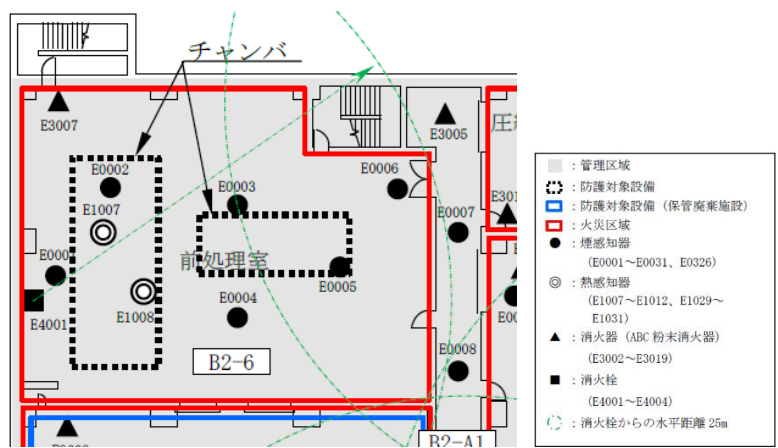 チャンバ
E3007
E0002
E1007
E0003
E0006
E3005
圧
E301
E0007
E000
前処理室
E0005
E4001
E1008
E0004
E0008
B2-6
B2-A1
：管理区域
：防護対象設備
：防護対象設備（保管廃棄施設）
：火災区域
：煙感知器
（E0001～E0031、E0326）
：熱感知器
（E1007～E1012、E1029～
E1031）
：消火器（ABC 粉末消火器）
（E3002～E3019）
：消火栓
（E4001～E4004）
：消火栓からの水平距離 25m